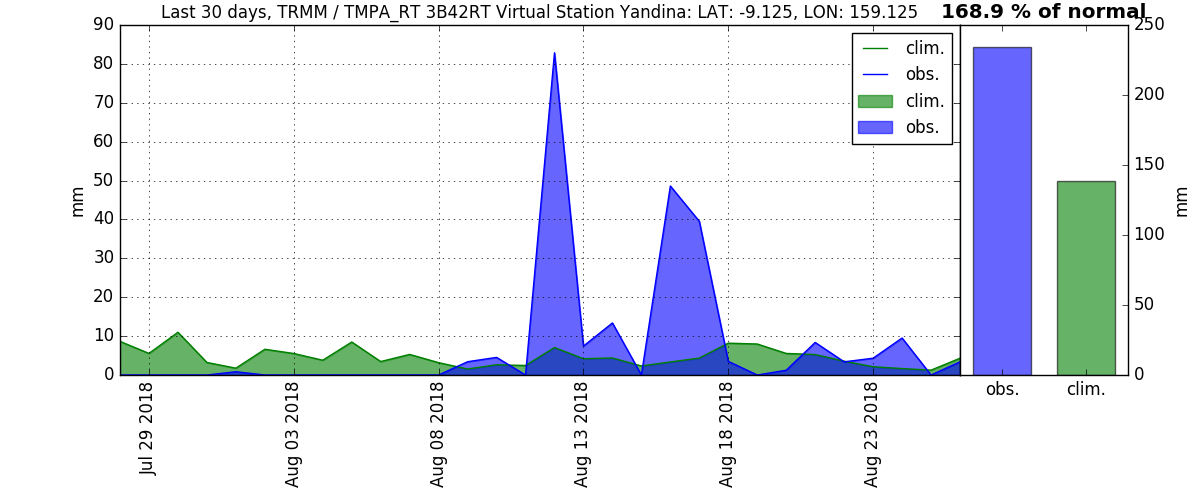 Last 30 days, TRMM / TMPA_RT 3B42RT Virtual Station Yandina: LAT: -9.125, LON: 159.125
168.9 % of normal
90
80
70
60
50
40
30
20
10
0
mm
clim.
obs.
clim.
obs.
Jul 29 2018
Aug 03 2018
Aug 08 2018
Aug 13 2018
Aug 18 2018
Aug 23 2018
250
200
150
100
50
0
mm
obs.
clim.